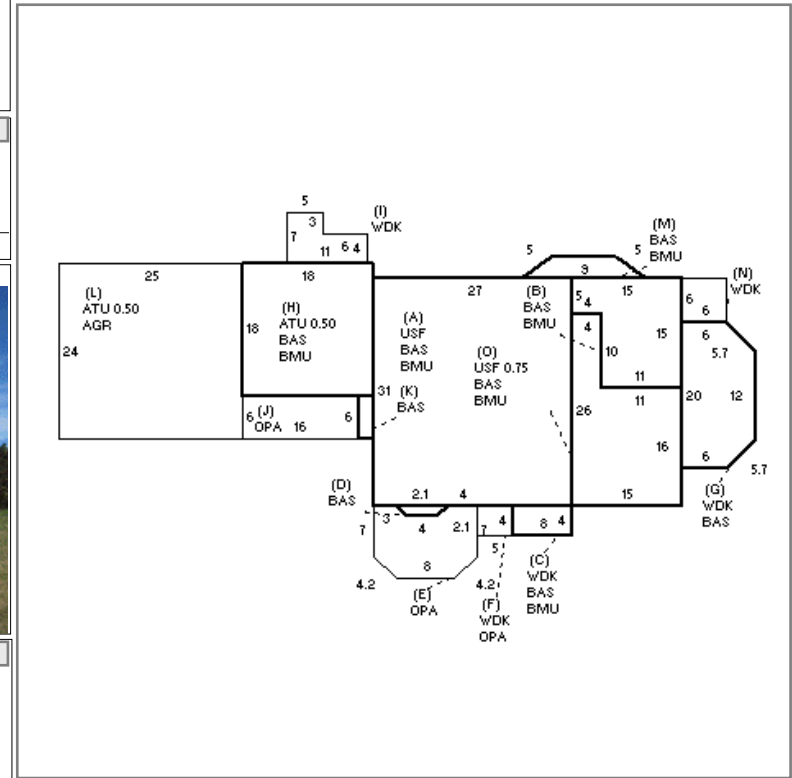 5
3
7
11
6 4
(I)
WDK
25
(L)
ATU 0.50
AGR
24
18
18
(H)
ATU 0.50
BAS
BMU
6
(J)
OPA
16
6
(K)
BAS
27
(A)
USF
BAS
BMU
31
(O)
USF 0.75
BAS
BMU
5
9
5
(M)
BAS
BMU
(B)
BAS
BMU
5
4
15
4
10
15
11
11
26
16
15
6
6
(N)
WDK
6
5.7
20
12
6
5.7
(G)
WDK
BAS
(D)
BAS
2.1
4
3
4
2.1
7
8
4.2
4.2
(E)
OPA
7
4
5
8
4
(F)
WDK
OPA
(C)
WDK
BAS
BMU